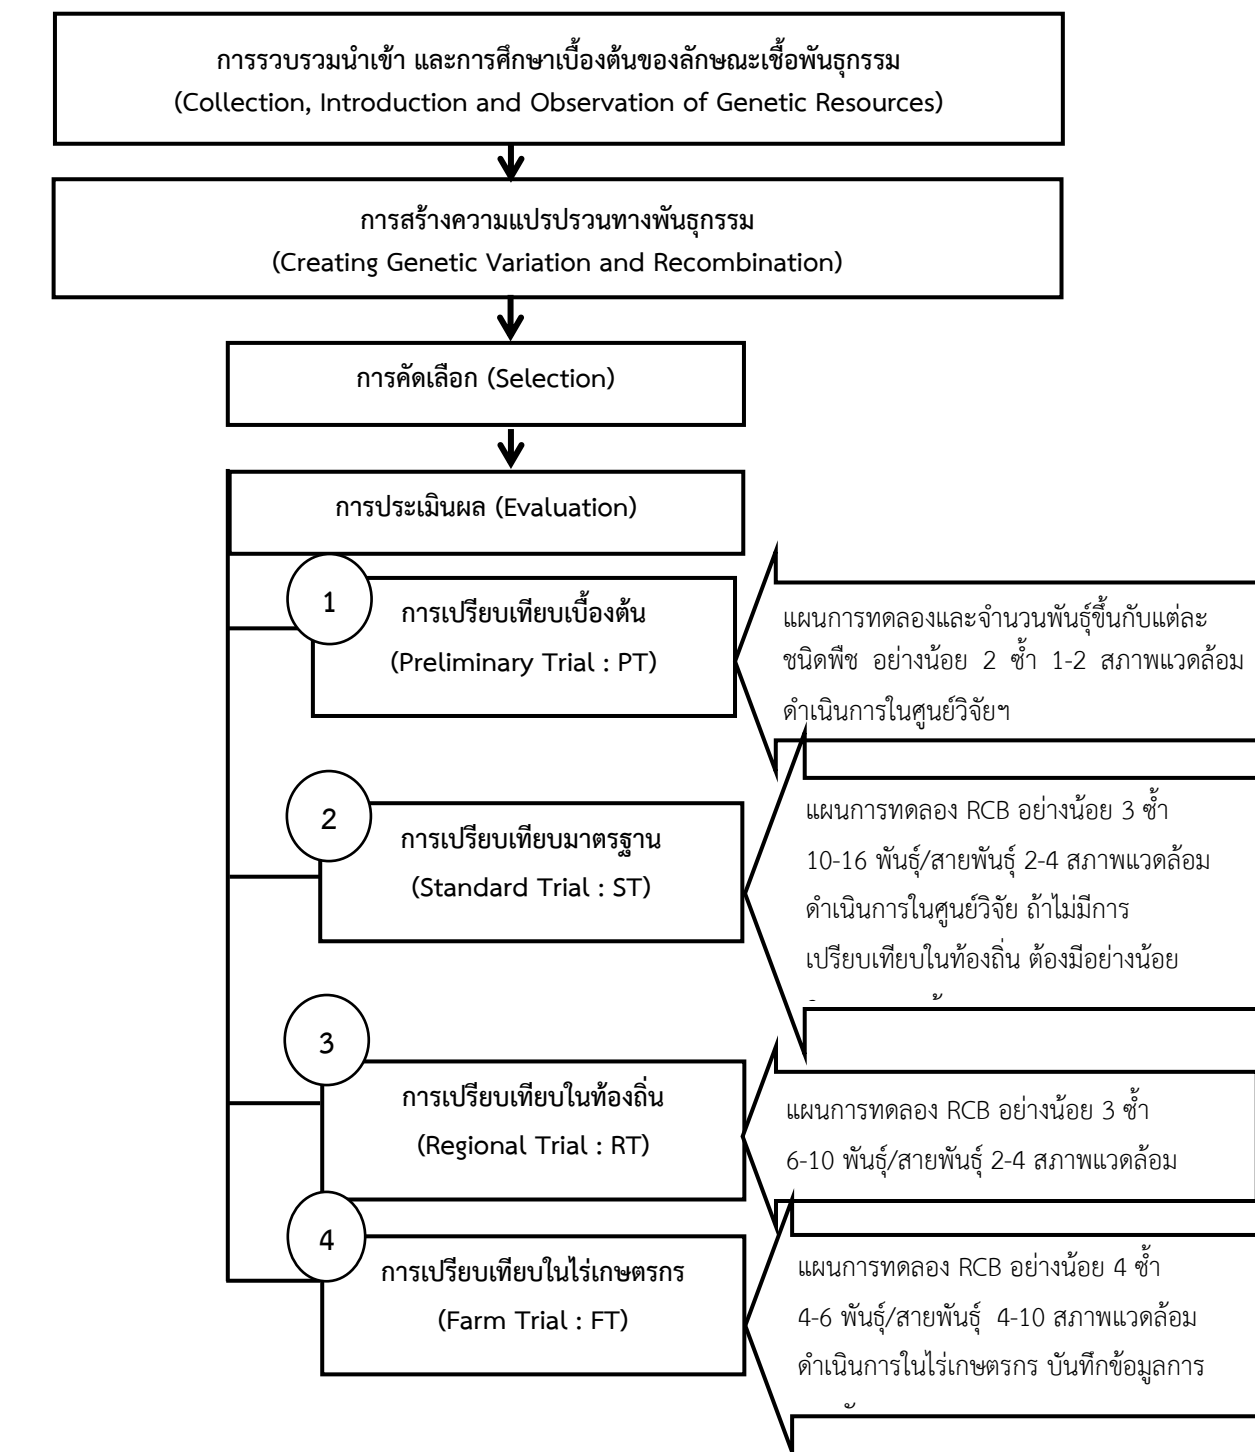 การรวบรวมนำเข้า และการศึกษาเบื้องต้นของลักษณะเชื้อพันธุกรรม
(Collection, Introduction and Observation of Genetic Resources)
การสร้างความแปรปรวนทางพันธุกรรม
(Creating Genetic Variation and Recombination)
การคัดเลือก (Selection)
การประเมินผล (Evaluation)
1
การเปรียบเทียบเบื้องต้น
(Preliminary Trial : PT)
แผนการทดลองและจำนวนพันธุ์ขึ้นกับแต่ละ
ชนิดพืช อย่างน้อย 2 ซ้ำ 1-2 สภาพแวดล้อม
ดำเนินการในศูนย์วิจัยฯ
2
การเปรียบเทียบมาตรฐาน
(Standard Trial : ST)
แผนการทดลอง RCB อย่างน้อย 3 ซ้ำ
10-16 พันธุ์/สายพันธุ์ 2-4 สภาพแวดล้อม
ดำเนินการในศูนย์วิจัย ถ้าไม่มีการ
เปรียบเทียบในท้องถิ่น ต้องมีอย่างน้อย
3
การเปรียบเทียบในท้องถิ่น
(Regional Trial : RT)
แผนการทดลอง RCB อย่างน้อย 3 ซ้ำ
6-10 พันธุ์/สายพันธุ์ 2-4 สภาพแวดล้อม
4
การเปรียบเทียบในไร่เกษตรกร
(Farm Trial : FT)
แผนการทดลอง RCB อย่างน้อย 4 ซ้ำ
4-6 พันธุ์/สายพันธุ์ 4-10 สภาพแวดล้อม
ดำเนินการในไร่เกษตรกร บันทึกข้อมูลการ